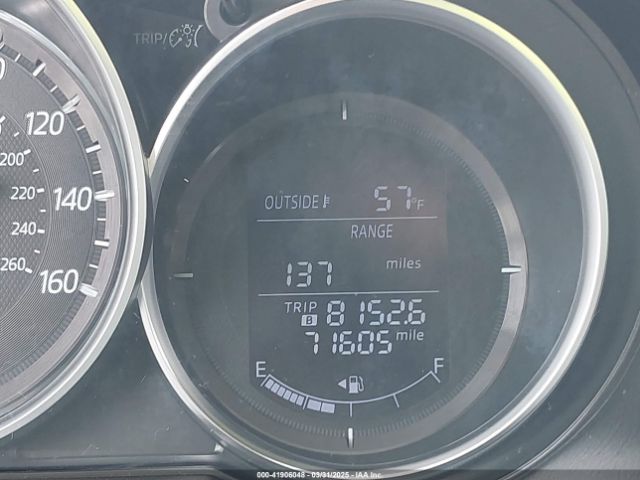 TRIP/
120
200
220
140
240
260
160
OUTSIDE 57°F
RANGE
137 miles
TRIP B 8152.6
71605 mile
E F
000-41906048 - 03/31/2025 - IAA Inc.